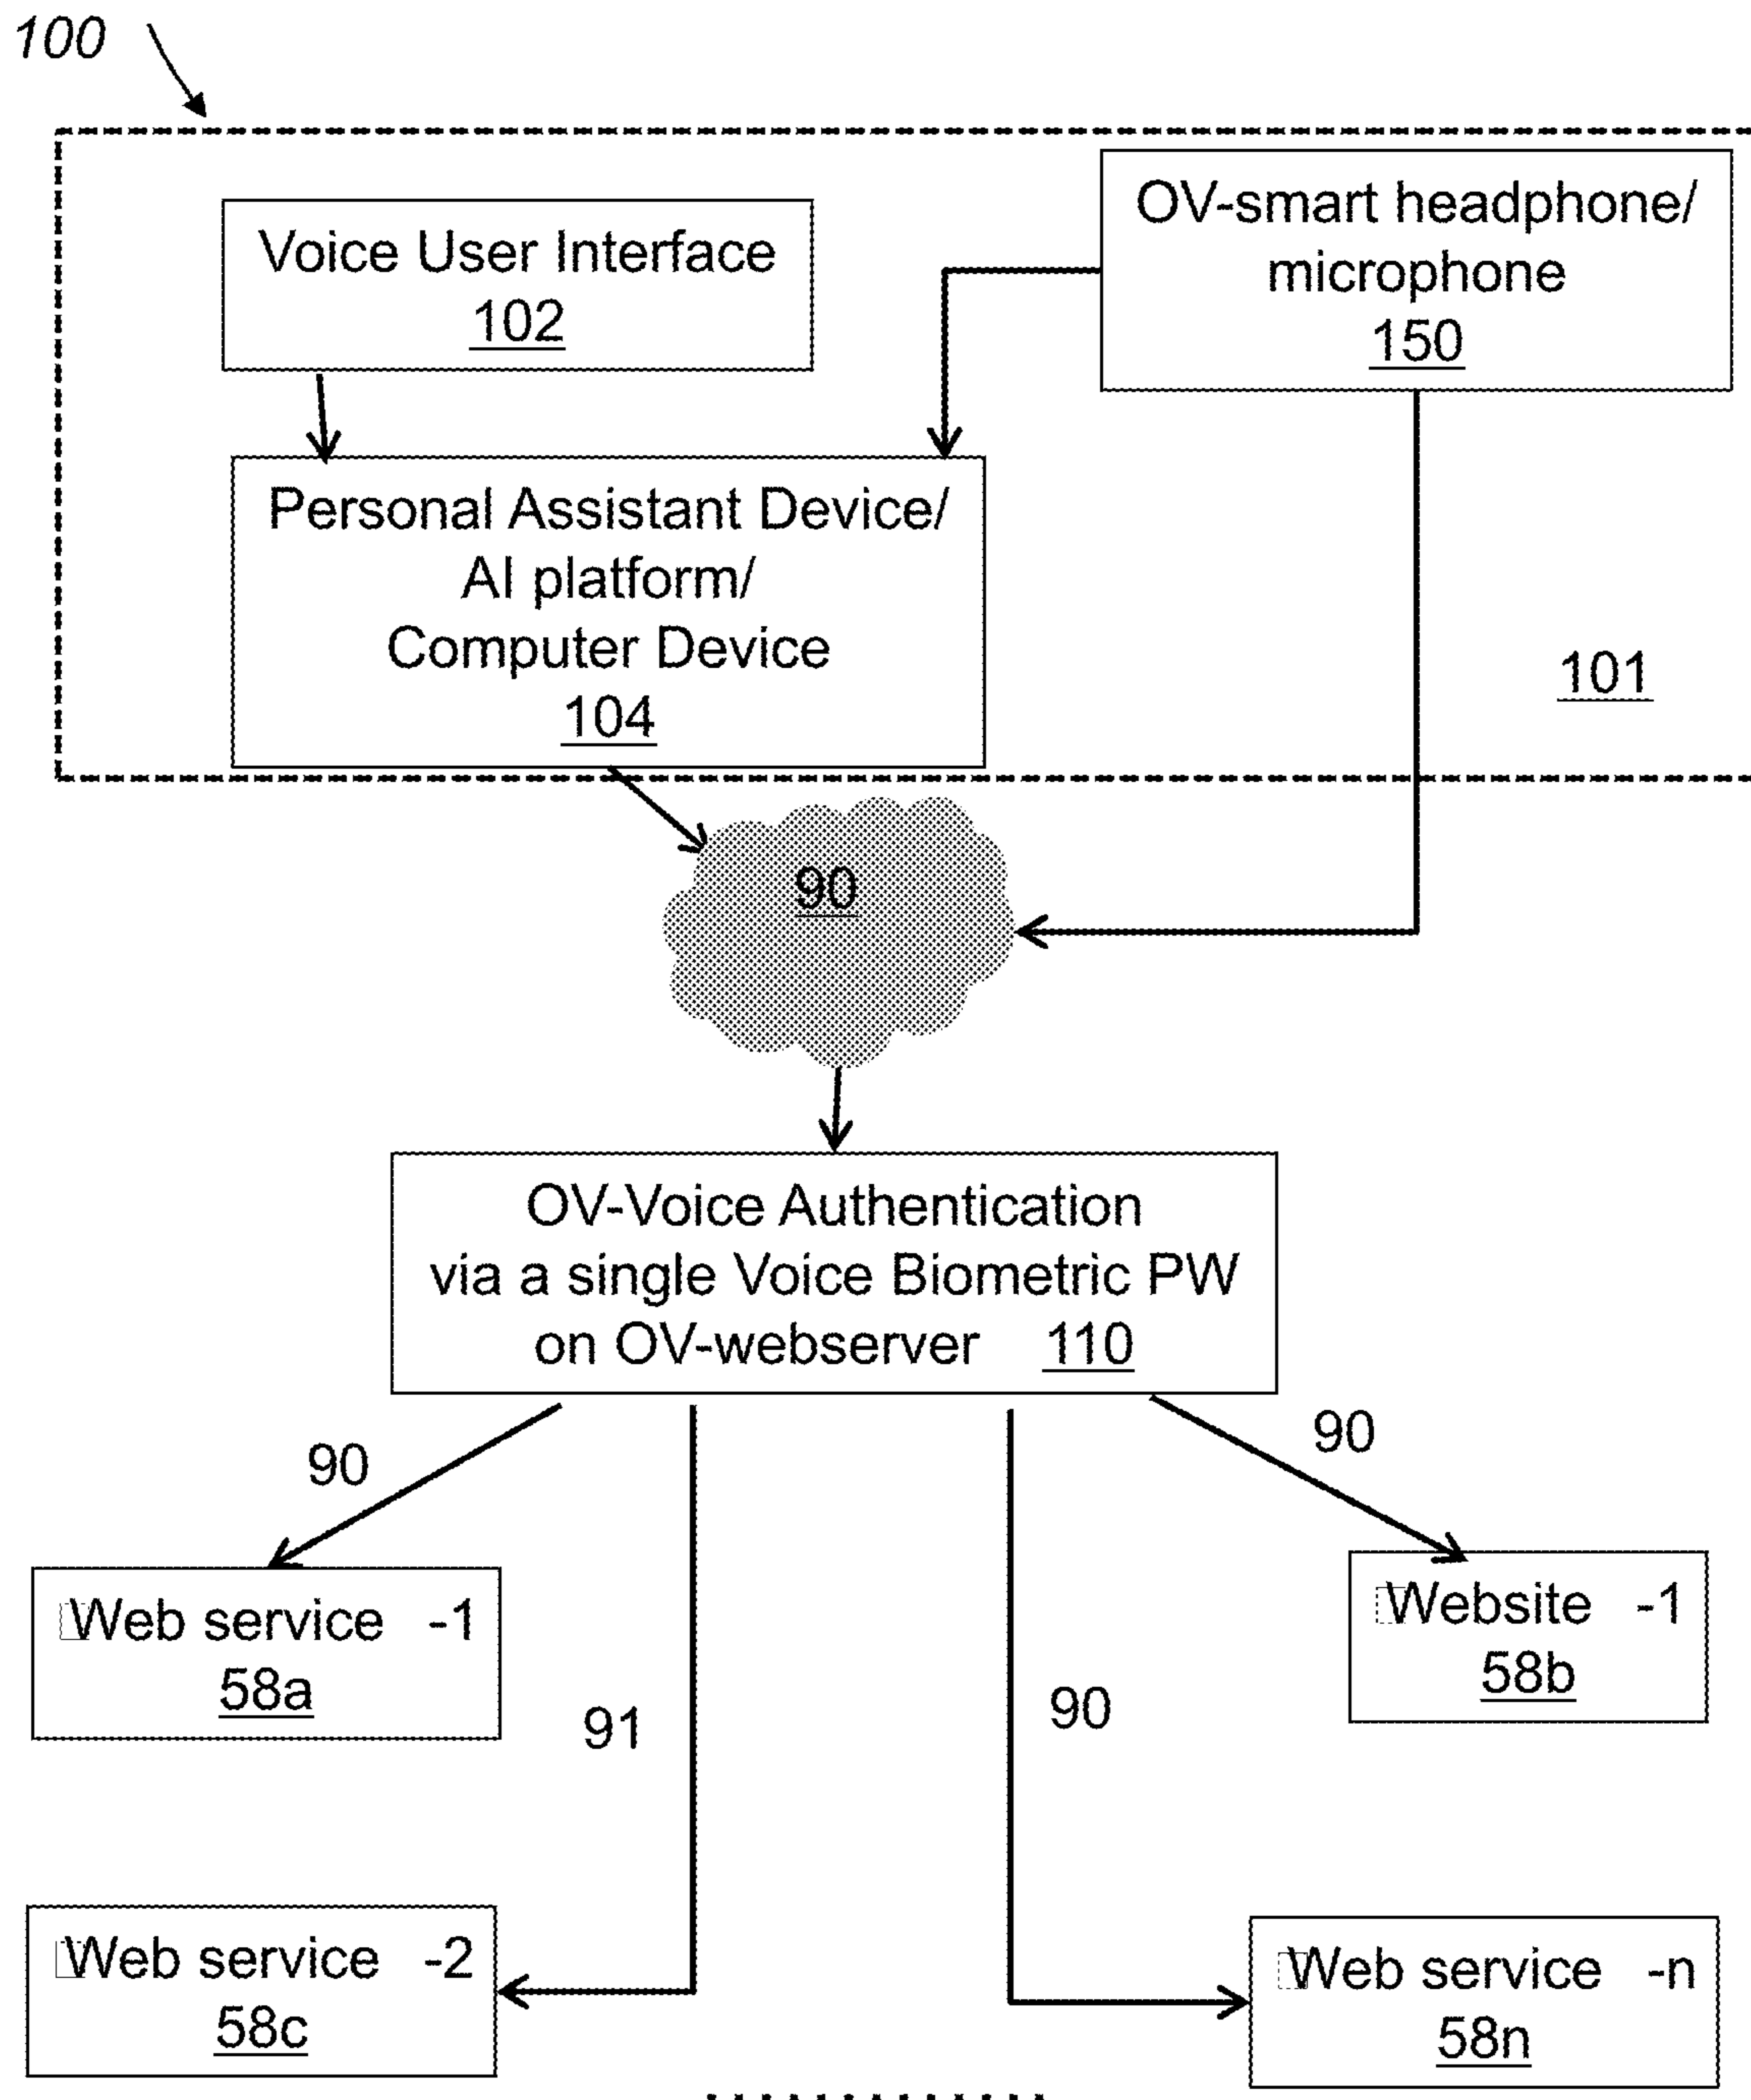 100
Voice User Interface
102
OV-smart headphone/
microphone
150
Personal Assistant Device/
AI platform/
Computer Device
104
101
90
OV-Voice Authentication
via a single Voice Biometric PW
on OV-webserver 110
90
90
Web service -1
58a
Website -1
58b
91
90
Web service -2
58c
Web service -n
58n